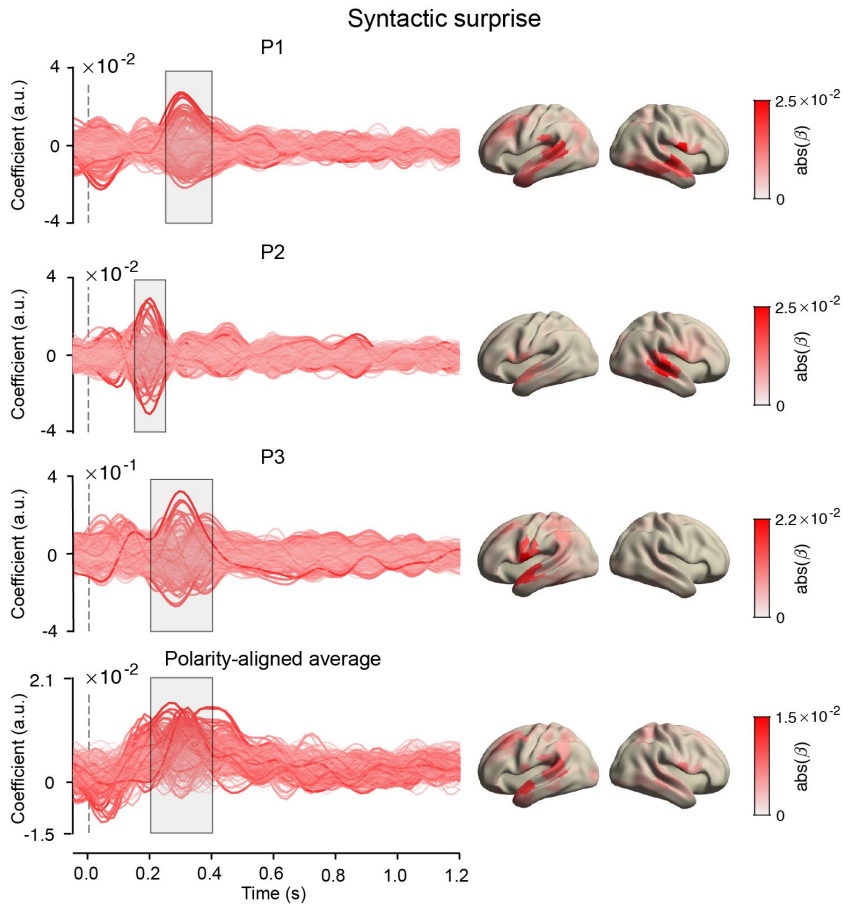 Syntactic surprise
P1
4
×10-2
0
-4
Coefficient (a.u.)
2.5×10-2
0
abs(β)
P2
4
×10-2
0
-4
Coefficient (a.u.)
2.5×10-2
0
abs(β)
P3
4
×10-1
0
-4
Coefficient (a.u.)
2.2×10-2
0
abs(β)
Polarity-aligned average
2.1
×10-2
0
-1.5
Coefficient (a.u.)
1.5×10-2
0
abs(β)
0.0 0.2 0.4 0.6 0.8 1.0 1.2
Time (s)